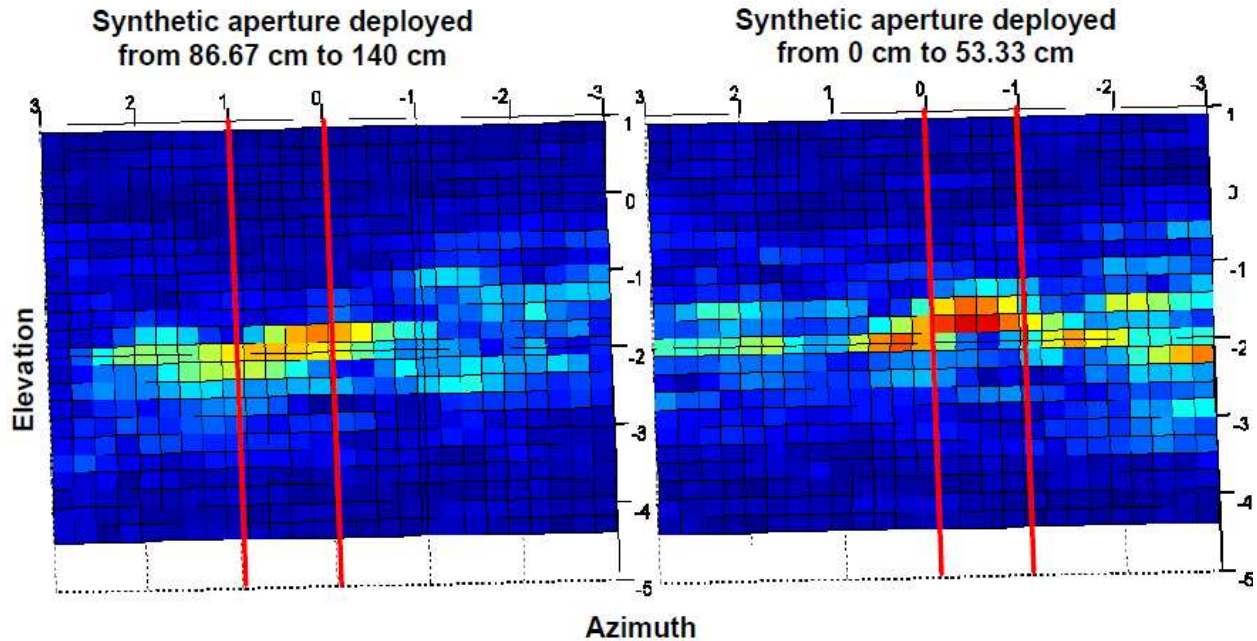 Synthetic aperture deployed
from 86.67 cm to 140 cm
Synthetic aperture deployed
from 0 cm to 53.33 cm
3 2 1 0 -1 -2 -3
3 2 1 0 -1 -2 -3
1
0
-1
-2
-3
-4
-5
1
0
-1
-2
-3
-4
-5
Elevation
Azimuth